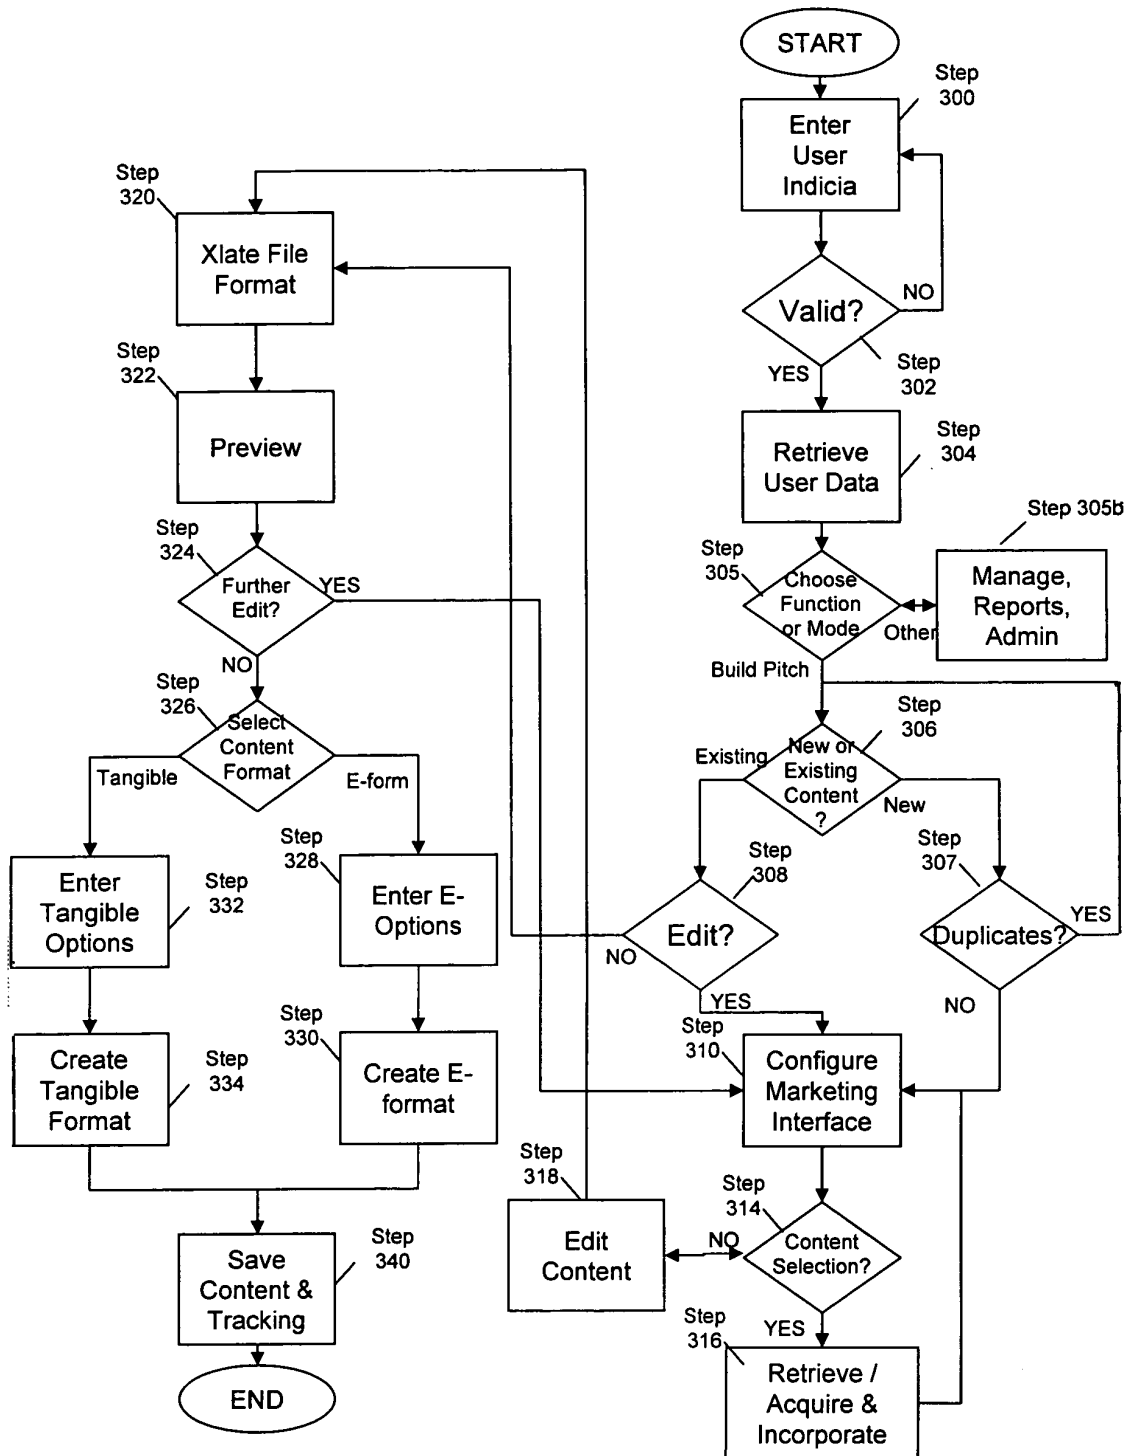 START
Step
300
Enter
User
Indicia
Valid?
NO
Step
302
YES
Step
304
Retrieve
User Data
Step 305b
Step
305
Choose
Function
or Mode
Other
Manage,
Reports,
Admin
Build Pitch
Step
306
New or
Existing
Content
?
Existing
New
Step
307
Duplicates?
YES
NO
Step
308
Edit?
NO
YES
Step
310
Configure
Marketing
Interface
Step
314
Content
Selection?
NO
YES
Step
318
Edit
Content
Step
316
Retrieve /
Acquire &
Incorporate
Step
320
Xlate File
Format
Step
322
Preview
Step
324
Further
Edit?
YES
NO
Step
326
Select
Content
Format
Tangible
E-form
Step
328
Enter E-
Options
Step
332
Enter
Tangible
Options
Step
330
Create E-
format
Step
334
Create
Tangible
Format
Step
340
Save
Content &
Tracking
END